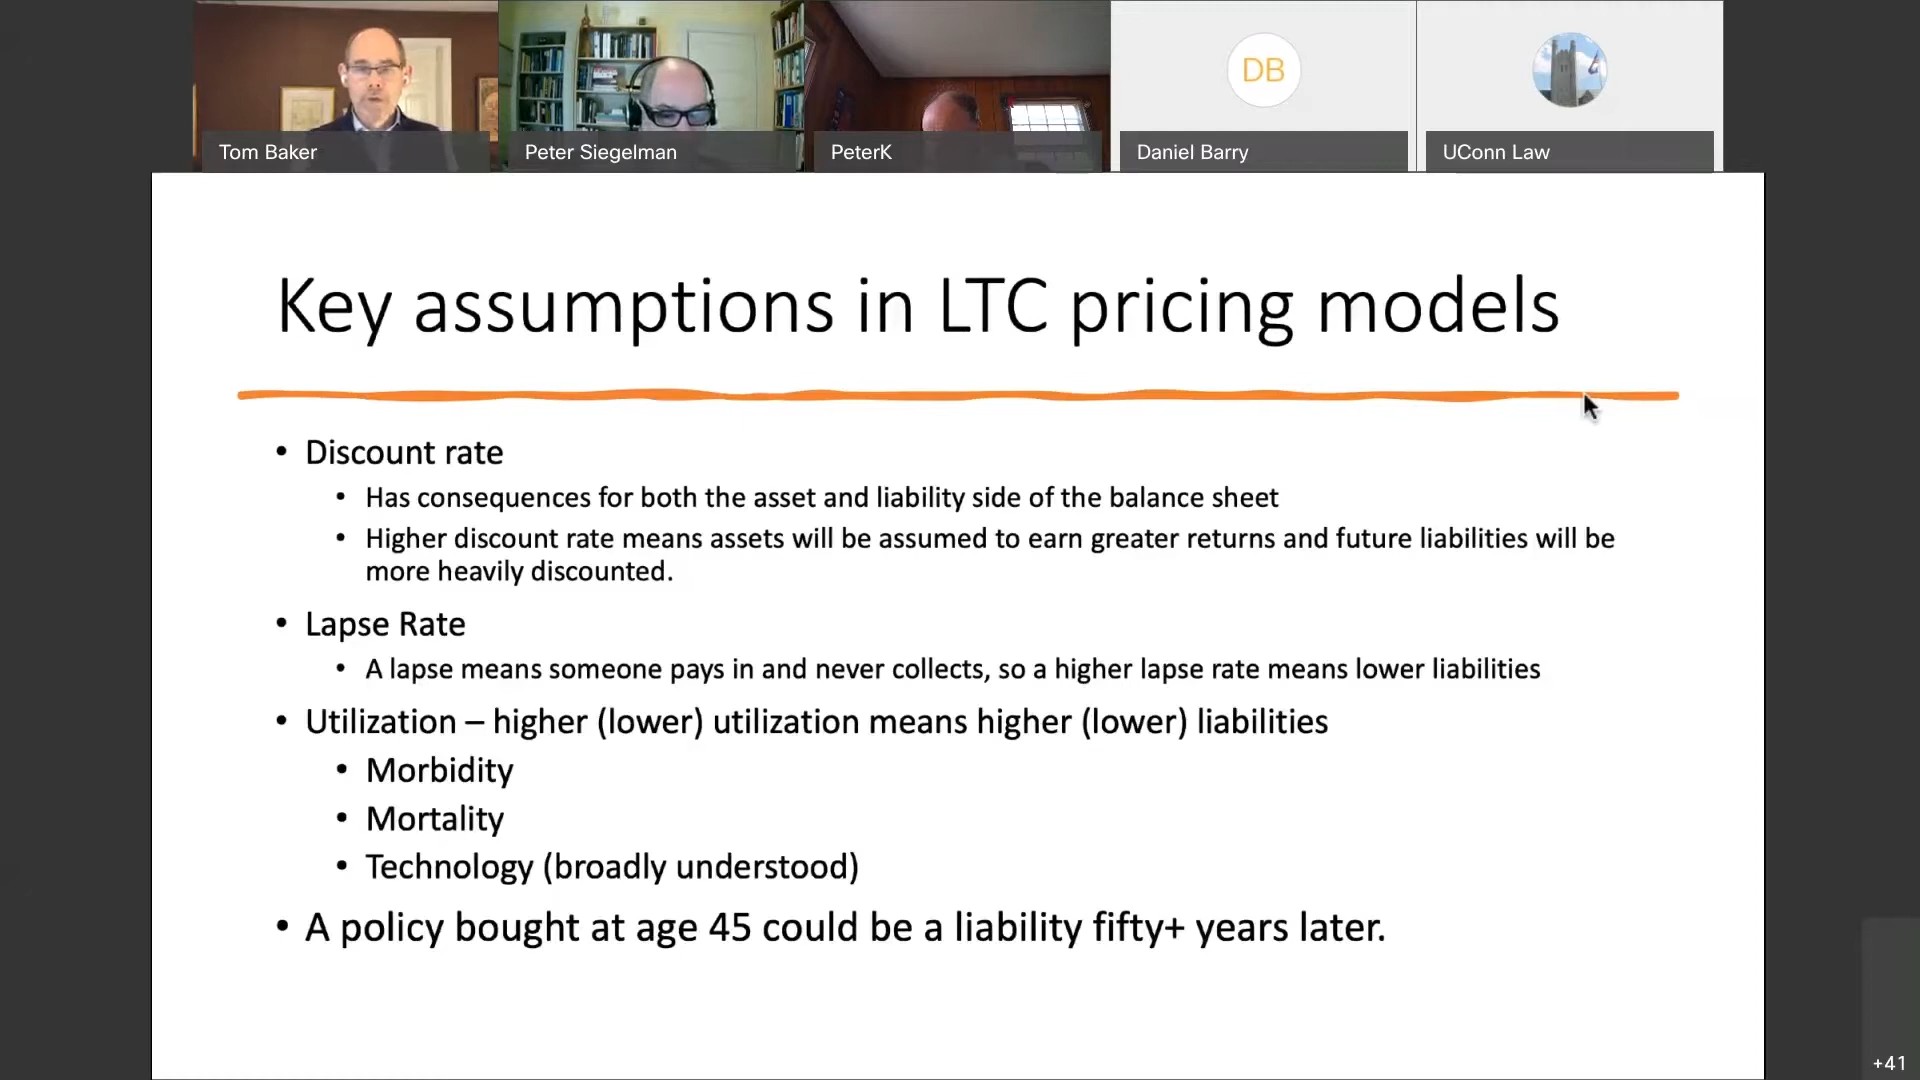 DB
Tom Baker
Peter Siegelman
PeterK
Daniel Barry
UConn Law
Key assumptions in LTC pricing models
• Discount rate
• Has consequences for both the asset and liability side of the balance sheet
• Higher discount rate means assets will be assumed to earn greater returns and future liabilities will be
more heavily discounted.
• Lapse Rate
• A lapse means someone pays in and never collects, so a higher lapse rate means lower liabilities
• Utilization – higher (lower) utilization means higher (lower) liabilities
• Morbidity
• Mortality
• Technology (broadly understood)
• A policy bought at age 45 could be a liability fifty+ years later.
+41